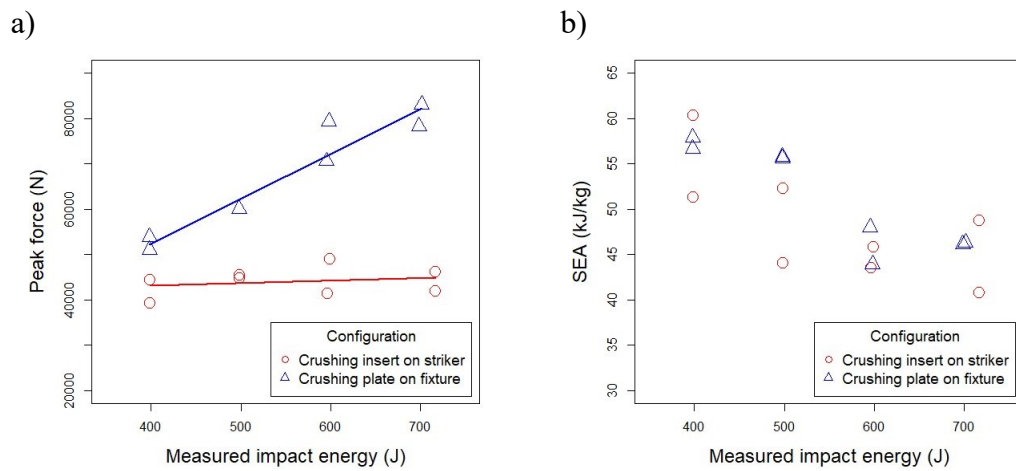 a)
Peak force (N)
80000
60000
40000
20000
400 500 600 700
Measured impact energy (J)
Configuration
Crushing insert on striker
Crushing plate on fixture
b)
SEA (kJ/kg)
65
60
55
50
45
40
35
30
400 500 600 700
Measured impact energy (J)
Configuration
Crushing insert on striker
Crushing plate on fixture